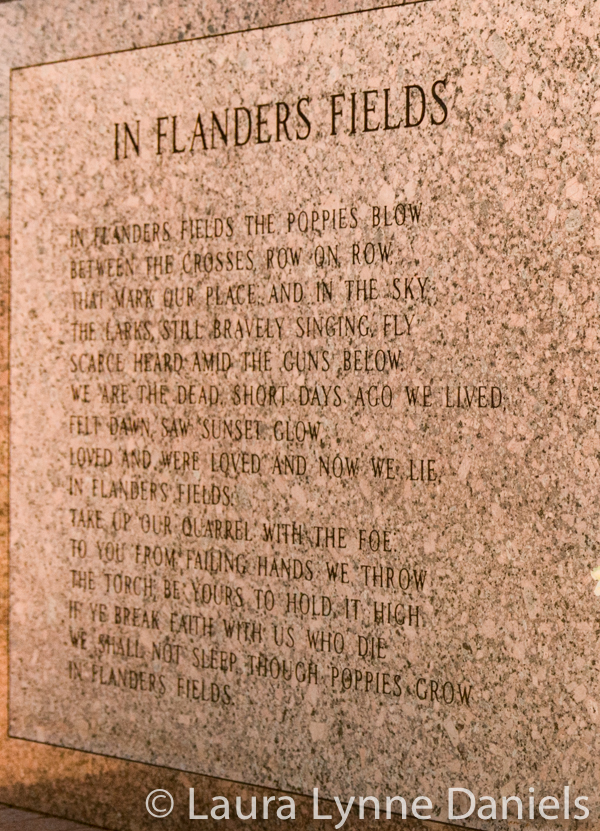 IN FLANDERS FIELDS
IN FLANDERS FIELDS THE POPPIES BLOW
BETWEEN THE CROSSES, ROW ON ROW,
THAT MARK OUR PLACE, AND IN THE SKY,
THE LARKS, STILL BRAVELY SINGING, FLY
SCARCE HEARD AMID THE GUNS BELOW.
WE ARE THE DEAD. SHORT DAYS AGO WE LIVED,
FELT DAWN, SAW SUNSET GLOW,
LOVED AND WERE LOVED AND NOW WE LIE,
IN FLANDERS FIELDS.
TAKE UP OUR QUARREL WITH THE FOE:
TO YOU FROM FAILING HANDS WE THROW
THE TORCH; BE YOURS TO HOLD IT HIGH.
IF YE BREAK FAITH WITH US WHO DIE
WE SHALL NOT SLEEP, THOUGH POPPIES GROW
IN FLANDERS FIELDS.
© Laura Lynne Daniels